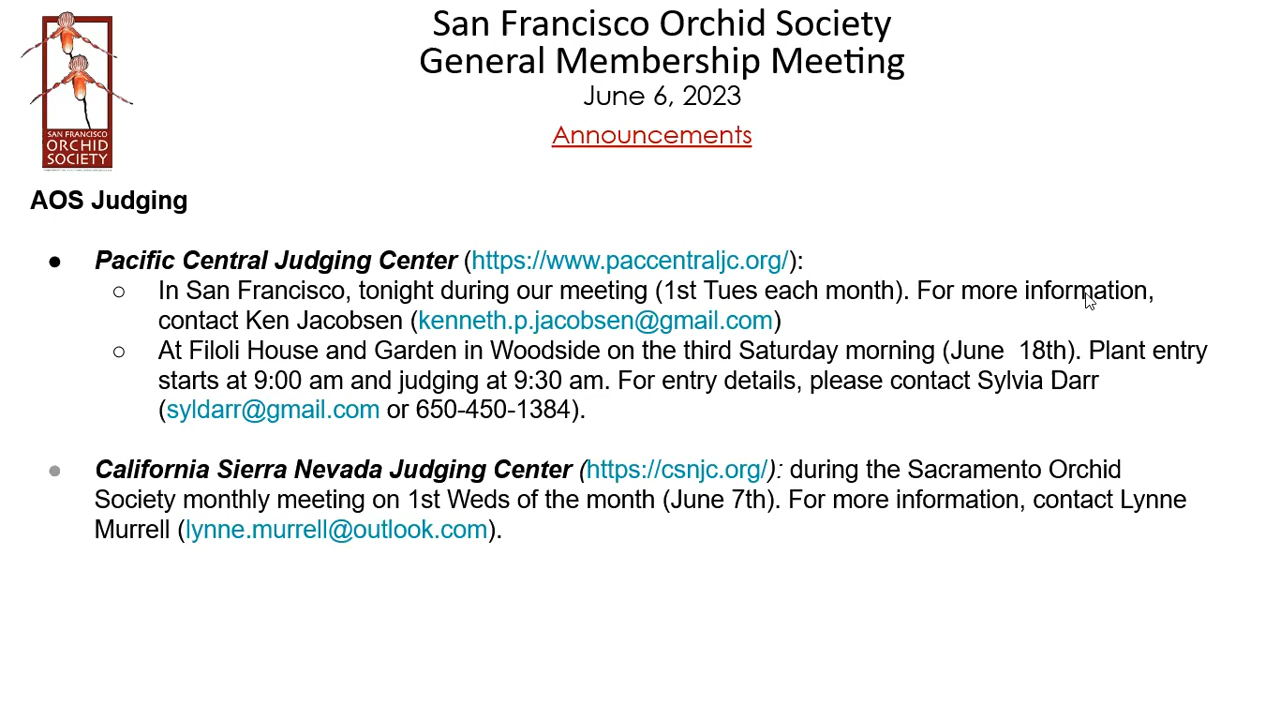 San Francisco Orchid Society
General Membership Meeting
June 6, 2023
Announcements
SAN FRANCISCO
ORCHID
SOCIETY
AOS Judging
● Pacific Central Judging Center (https://www.paccentraljc.org/):
○ In San Francisco, tonight during our meeting (1st Tues each month). For more information,
contact Ken Jacobsen (kenneth.p.jacobsen@gmail.com)
○ At Filoli House and Garden in Woodside on the third Saturday morning (June  18th). Plant entry
starts at 9:00 am and judging at 9:30 am. For entry details, please contact Sylvia Darr
(syldarr@gmail.com or 650-450-1384).
● California Sierra Nevada Judging Center (https://csnjc.org/): during the Sacramento Orchid
Society monthly meeting on 1st Weds of the month (June 7th). For more information, contact Lynne
Murrell (lynne.murrell@outlook.com).